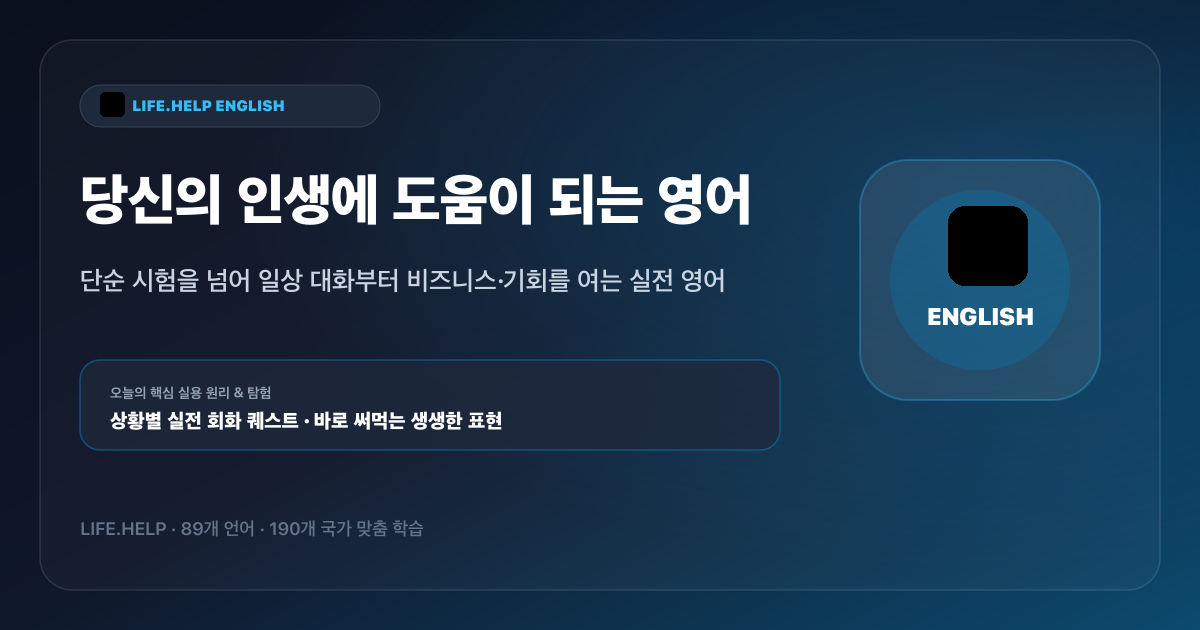 LIFE.HELP ENGLISH
당신의 인생에 도움이 되는 영어
단순 시험을 넘어 일상 대화부터 비즈니스·기회를 여는 실전 영어
ENGLISH
오늘의 핵심 실용 원리 & 탐험
상황별 실전 회화 퀘스트 · 바로 써먹는 생생한 표현
LIFE.HELP · 89개 언어 · 190개 국가 맞춤 학습